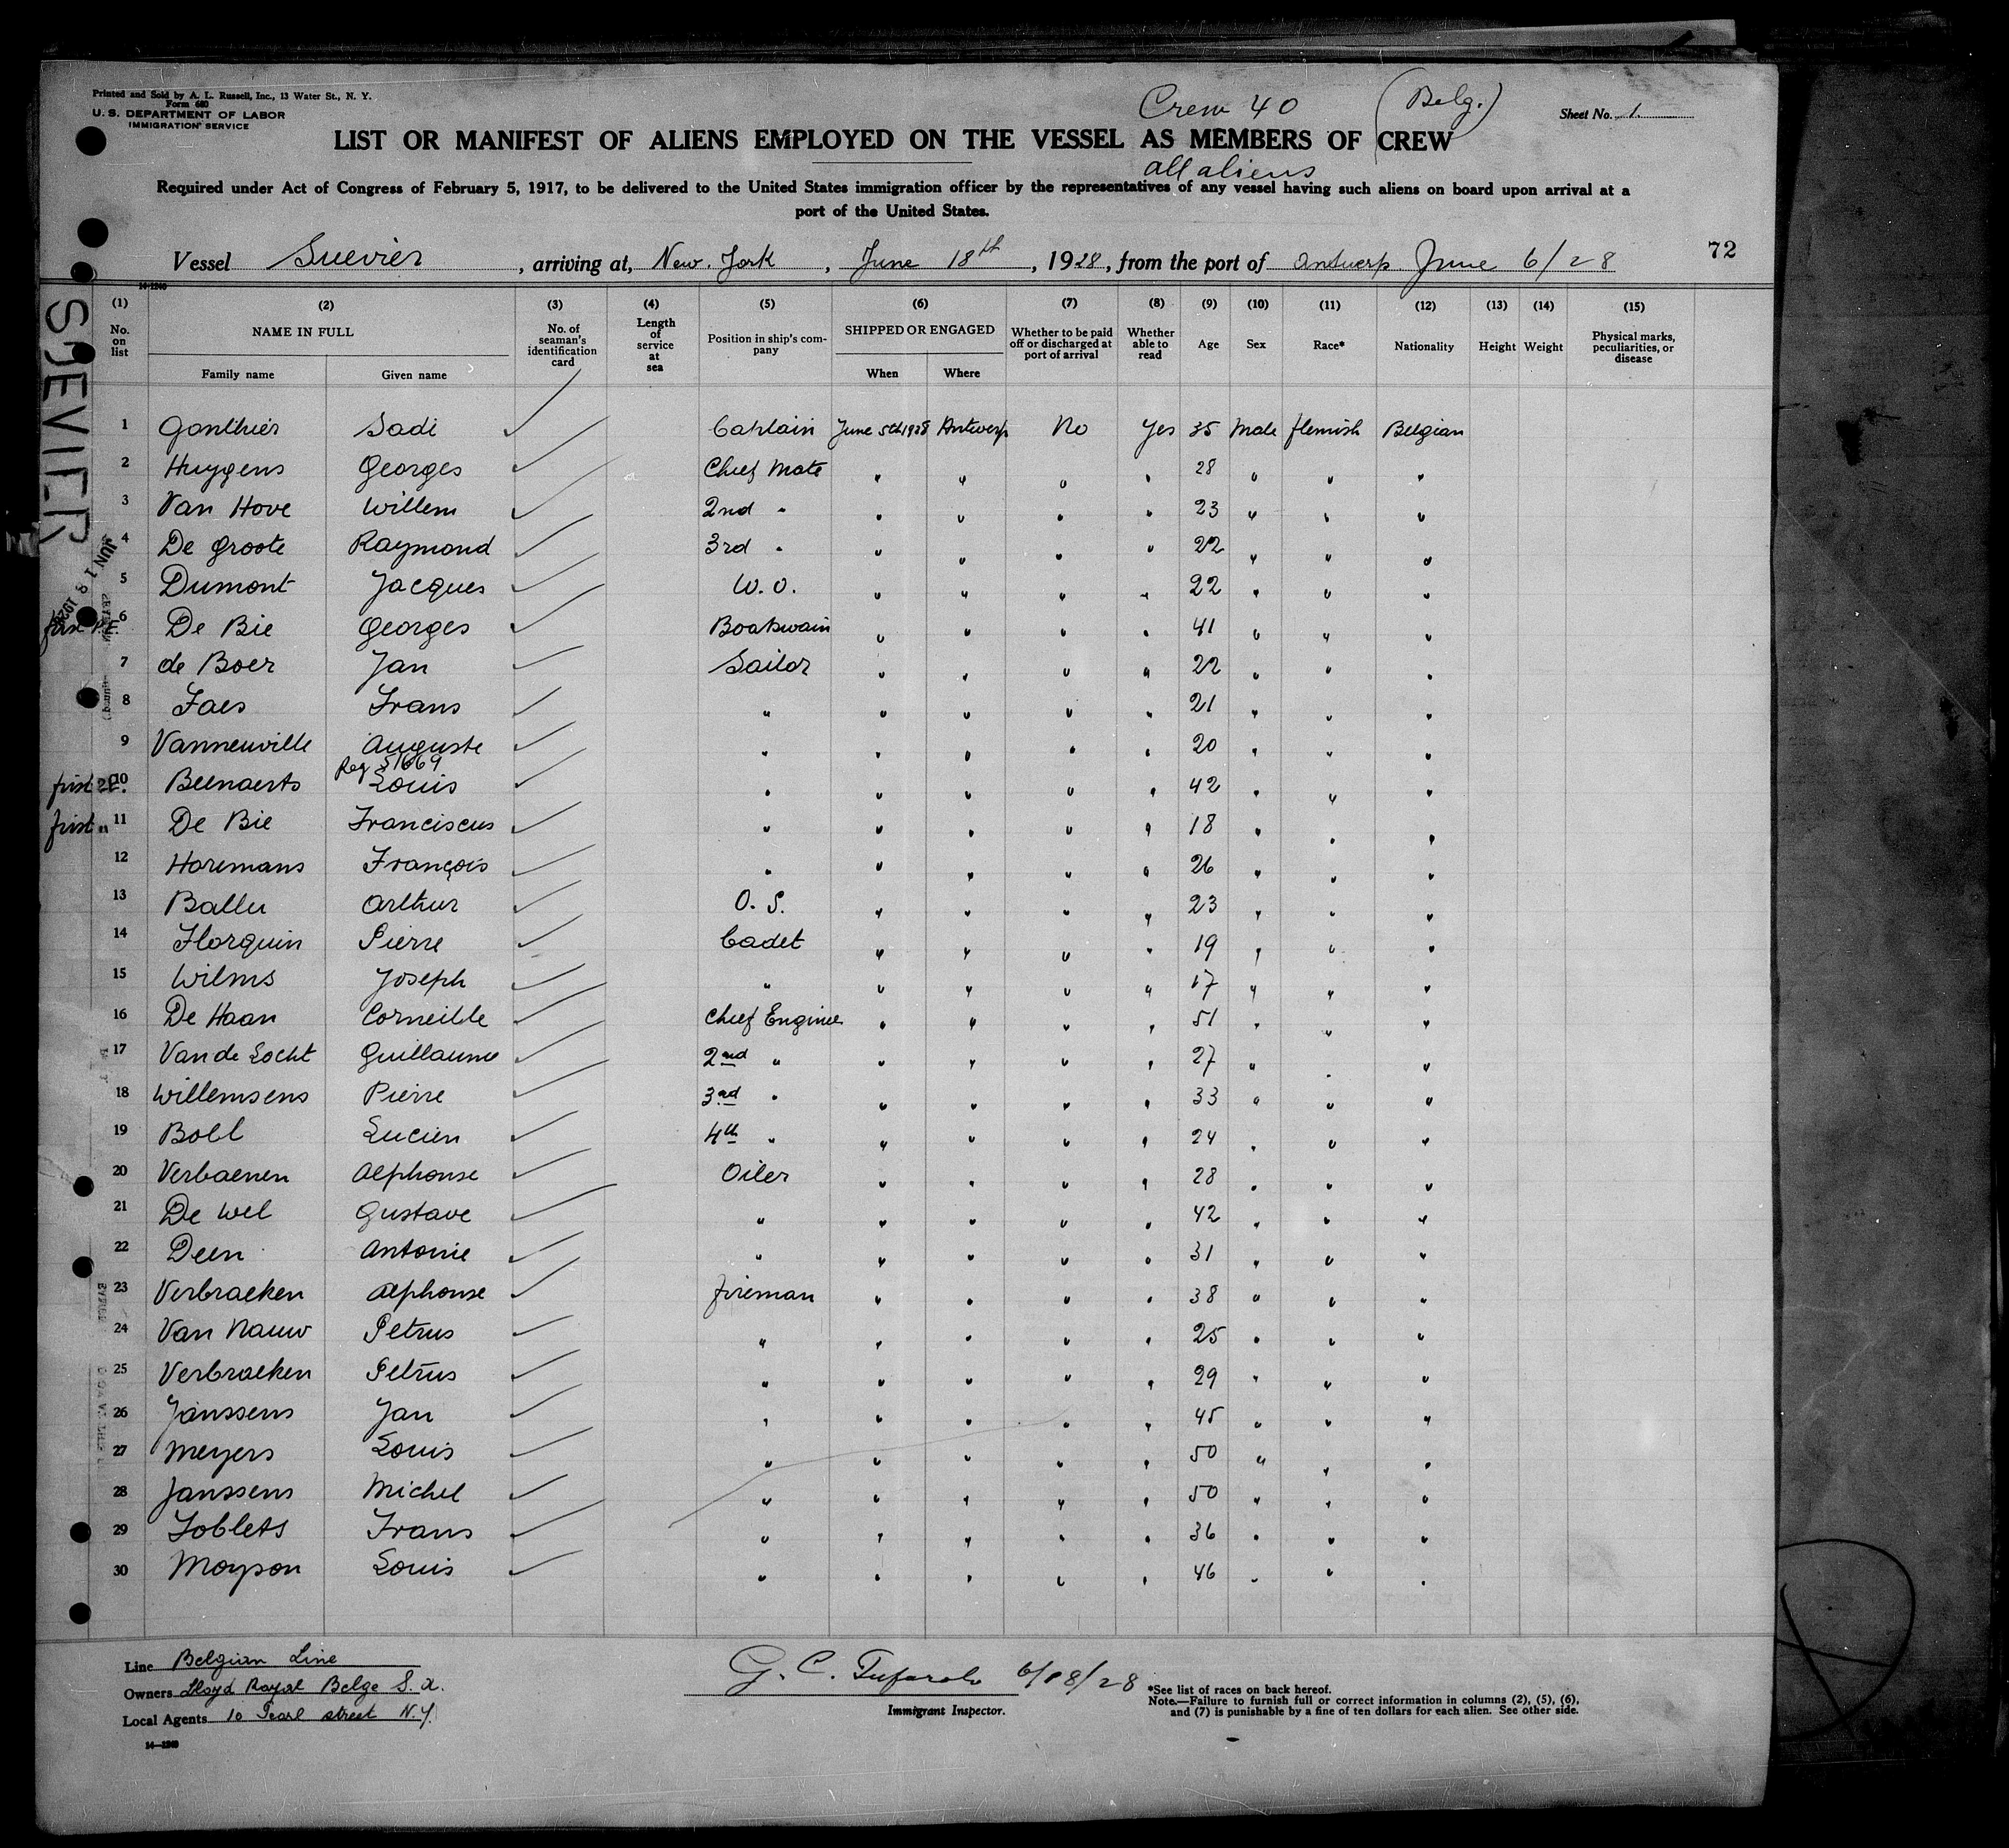 Printed and Sold by A. L. Russell, Inc., 13 Water St., N. Y.
Form 680
U. S. DEPARTMENT OF LABOR
IMMIGRATION SERVICE
Crew 40 (Belg.)
Sheet No. 1.
LIST OR MANIFEST OF ALIENS EMPLOYED ON THE VESSEL AS MEMBERS OF CREW
all aliens
Required under Act of Congress of February 5, 1917, to be delivered to the United States immigration officer by the representatives of any vessel having such aliens on board upon arrival at a
port of the United States.
Vessel Suevier, arriving at, New York, June 18th, 1928, from the port of Antwerp June 6/28
72
SUEVIER
14-1240
(1) (2) (3) (4) (5) (6) (7) (8) (9) (10) (11) (12) (13) (14) (15)
No. on list NAME IN FULL Family name Given name No. of seaman's identification card Length of service at sea Position in ship's company SHIPPED OR ENGAGED When Where Whether to be paid off or discharged at port of arrival Whether able to read Age Sex Race* Nationality Height Weight Physical marks, peculiarities, or disease
1 Gonthier Sadi Captain June 5th 1928 Antwerp No Yes 35 Male flemish Belgian
2 Huygens Georges Chief Mate " " " " 28 " " "
3 Van Hove Willem 2nd " " " " " 23 " " "
4 De Groote Raymond 3rd " " " " " 22 " " "
5 Dumont Jacques W.O. " " " " 22 " " "
first P.E. 6 De Bie Georges Boatswain " " " " 41 " " "
7 de Boer Jan Sailor " " " " 22 " " "
8 Faes Frans " " " " " 21 " " "
9 Vanneuville Auguste " " " " " 20 " " "
Reg 51669
first 10 Beenaerts Louis " " " " " 42 " " "
first " 11 De Bie Franciscus " " " " " 18 " " "
12 Horemans François " " " " " 26 " " "
13 Balleu Arthur O. S. " " " " 23 " " "
14 Florquin Pierre Cadet " " " " 19 " " "
15 Wilms Joseph " " " " " 17 " " "
16 De Haan Corneille Chief Engineer " " " " 51 " " "
17 Van de Locht Guillaume 2nd " " " " " 27 " " "
18 Willemsens Pierre 3rd " " " " " 33 " " "
19 Boll Lucien 4th " " " " " 24 " " "
20 Verbaenen Alphonse Oiler " " " " 28 " " "
21 De Wel Gustave " " " " " 42 " " "
22 Deen Antonie " " " " " 31 " " "
23 Verbraeken Alphonse fireman " " " " 38 " " "
24 Van Nauw Petrus " " " " " 25 " " "
25 Verbraeken Petrus " " " " " 29 " " "
26 Janssens Jan " " " " " 45 " " "
27 Meyers Louis " " " " " 50 " " "
28 Janssens Michel " " " " " 50 " " "
29 Joblets Frans " " " " " 36 " " "
30 Moyson Louis " " " " " 46 " " "
Line Belgian Line
Owners Lloyd Royal Belge S. A.
Local Agents 10 Pearl street N.Y.
14-1240
G. C. Tufarolo 6/18/28
Immigrant Inspector.
*See list of races on back hereof.
Note.—Failure to furnish full or correct information in columns (2), (5), (6),
and (7) is punishable by a fine of ten dollars for each alien. See other side.